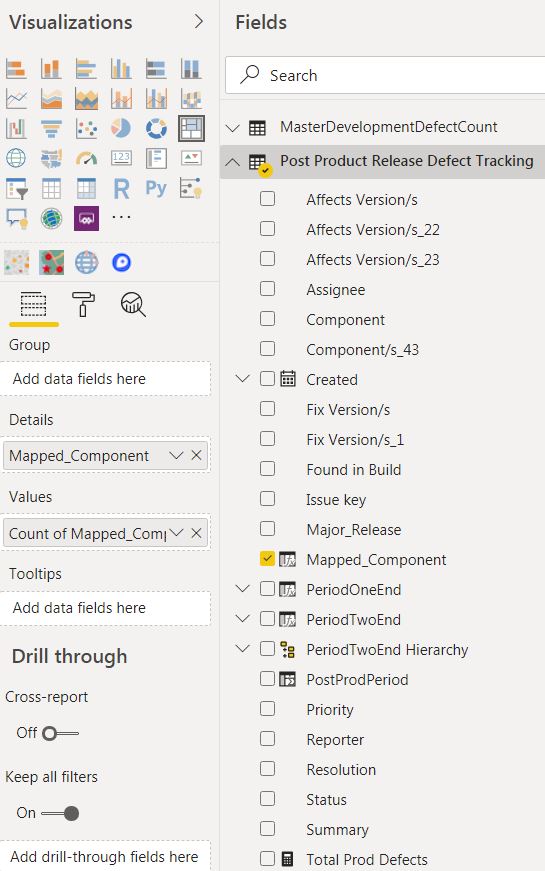 Visualizations
R
Py
123
...
Group
Add data fields here
Details
Mapped_Component
Values
Count of Mapped_Comp
Tooltips
Add data fields here
Drill through
Cross-report
Off
Keep all filters
On
Add drill-through fields here
Fields
Search
MasterDevelopmentDefectCount
Post Product Release Defect Tracking
Affects Version/s
Affects Version/s_22
Affects Version/s_23
Assignee
Component
Component/s_43
Created
Fix Version/s
Fix Version/s_1
Found in Build
Issue key
Major_Release
Mapped_Component
PeriodOneEnd
PeriodTwoEnd
PeriodTwoEnd Hierarchy
PostProdPeriod
Priority
Reporter
Resolution
Status
Summary
Total Prod Defects